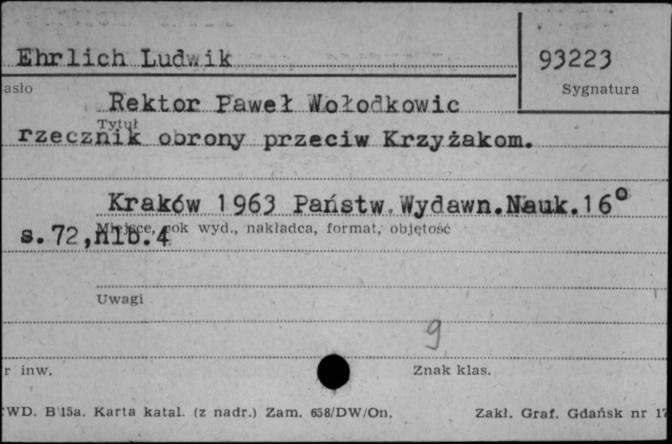 Ehrlich Ludwik 93223
asło Sygnatura
Rektor Paweł Wołodkowic
Tytuł
rzecznik obrony przeciw Krzyżakom.
Kraków 1963 Państw.Wydawn.Nauk.16°
s.72,nlb.4
Miejsce, rok wyd., nakładca, format, objętość
Uwagi
9
r inw. Znak klas.
WD. B 15a. Karta katal. (z nadr.) Zam. 658/DW/On. Zakł. Graf. Gdańsk nr